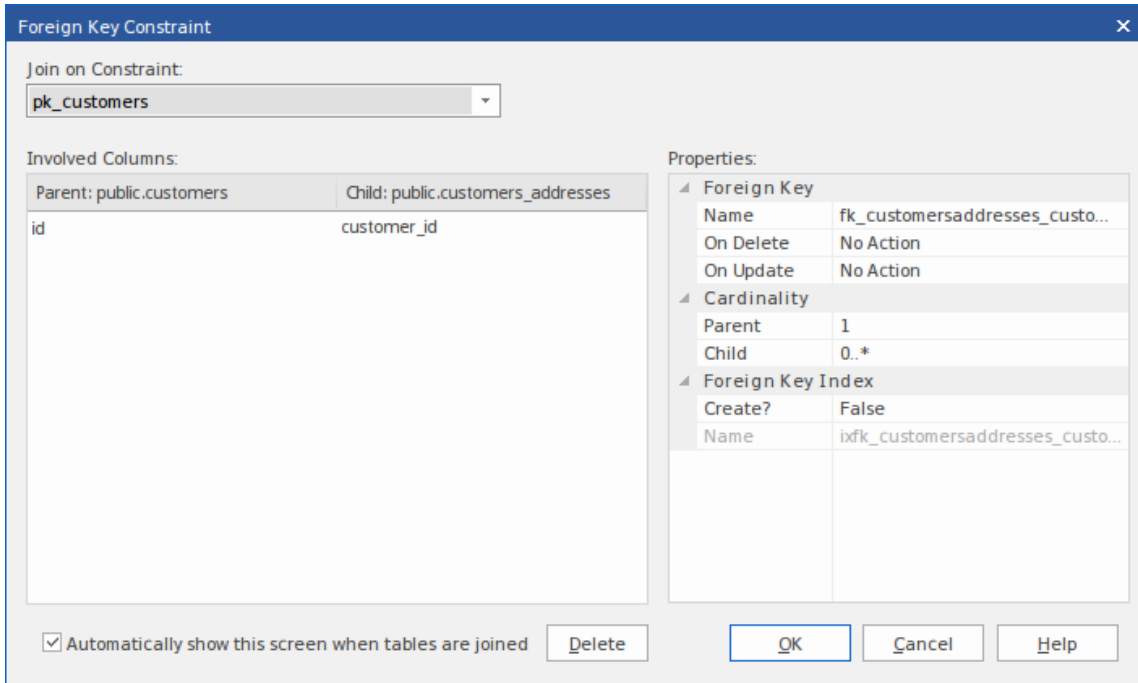 Foreign Key Constraint
Join on Constraint:
pk_customers
Involved Columns:
Parent: public.customers Child: public.customers_addresses
id customer_id
Properties:
Foreign Key
Name fk_customersaddresses_custo...
On Delete No Action
On Update No Action
Cardinality
Parent 1
Child 0..*
Foreign Key Index
Create? False
Name ixfk_customersaddresses_custo...
Automatically show this screen when tables are joined Delete OK Cancel Help